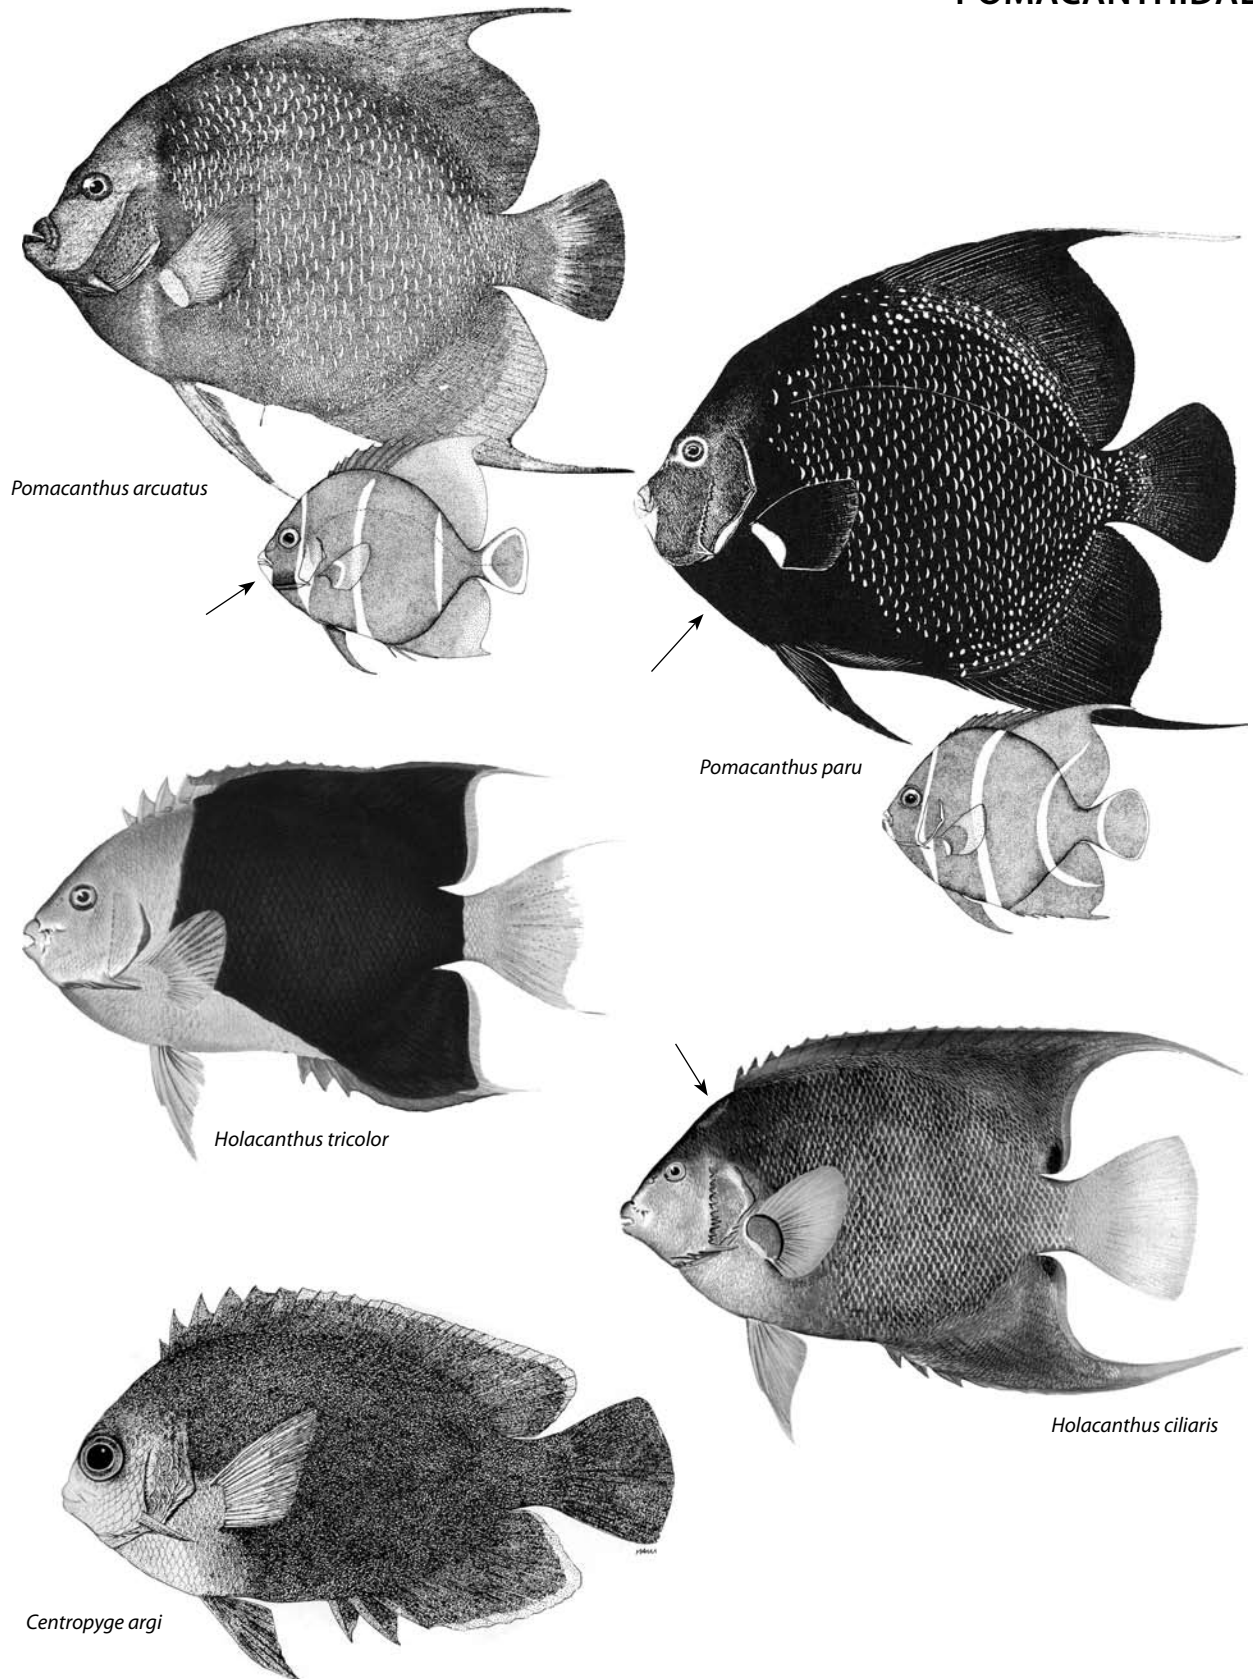 POMACANTHIDAE
Pomacanthus arcuatus
Pomacanthus paru
Holacanthus tricolor
Holacanthus ciliaris
Centropyge argi